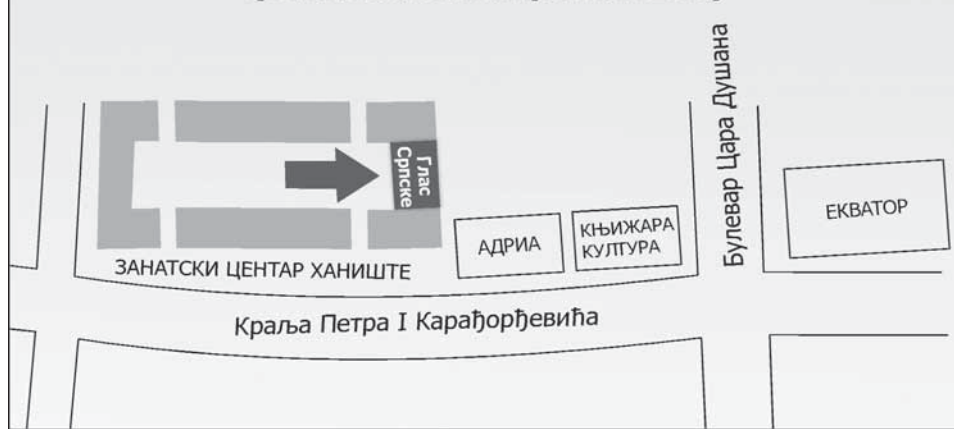 Булевар Цара Душана
Глас
Српске
АДРИА
КЊИЖАРА
КУЛТУРА
ЕКВАТОР
ЗАНАТСКИ ЦЕНТАР ХАНИШТЕ
Краља Петра I Карађорђевића